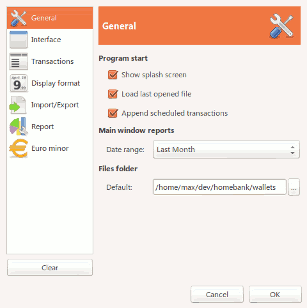 General
Interface
Transactions
Display format
Import/Export
Report
Euro minor
Clear
General
Program start
Show splash screen
Load last opened file
Append scheduled transactions
Main window reports
Date range: Last Month
Files folder
Default: /home/max/dev/homebank/wallets ...
Cancel OK